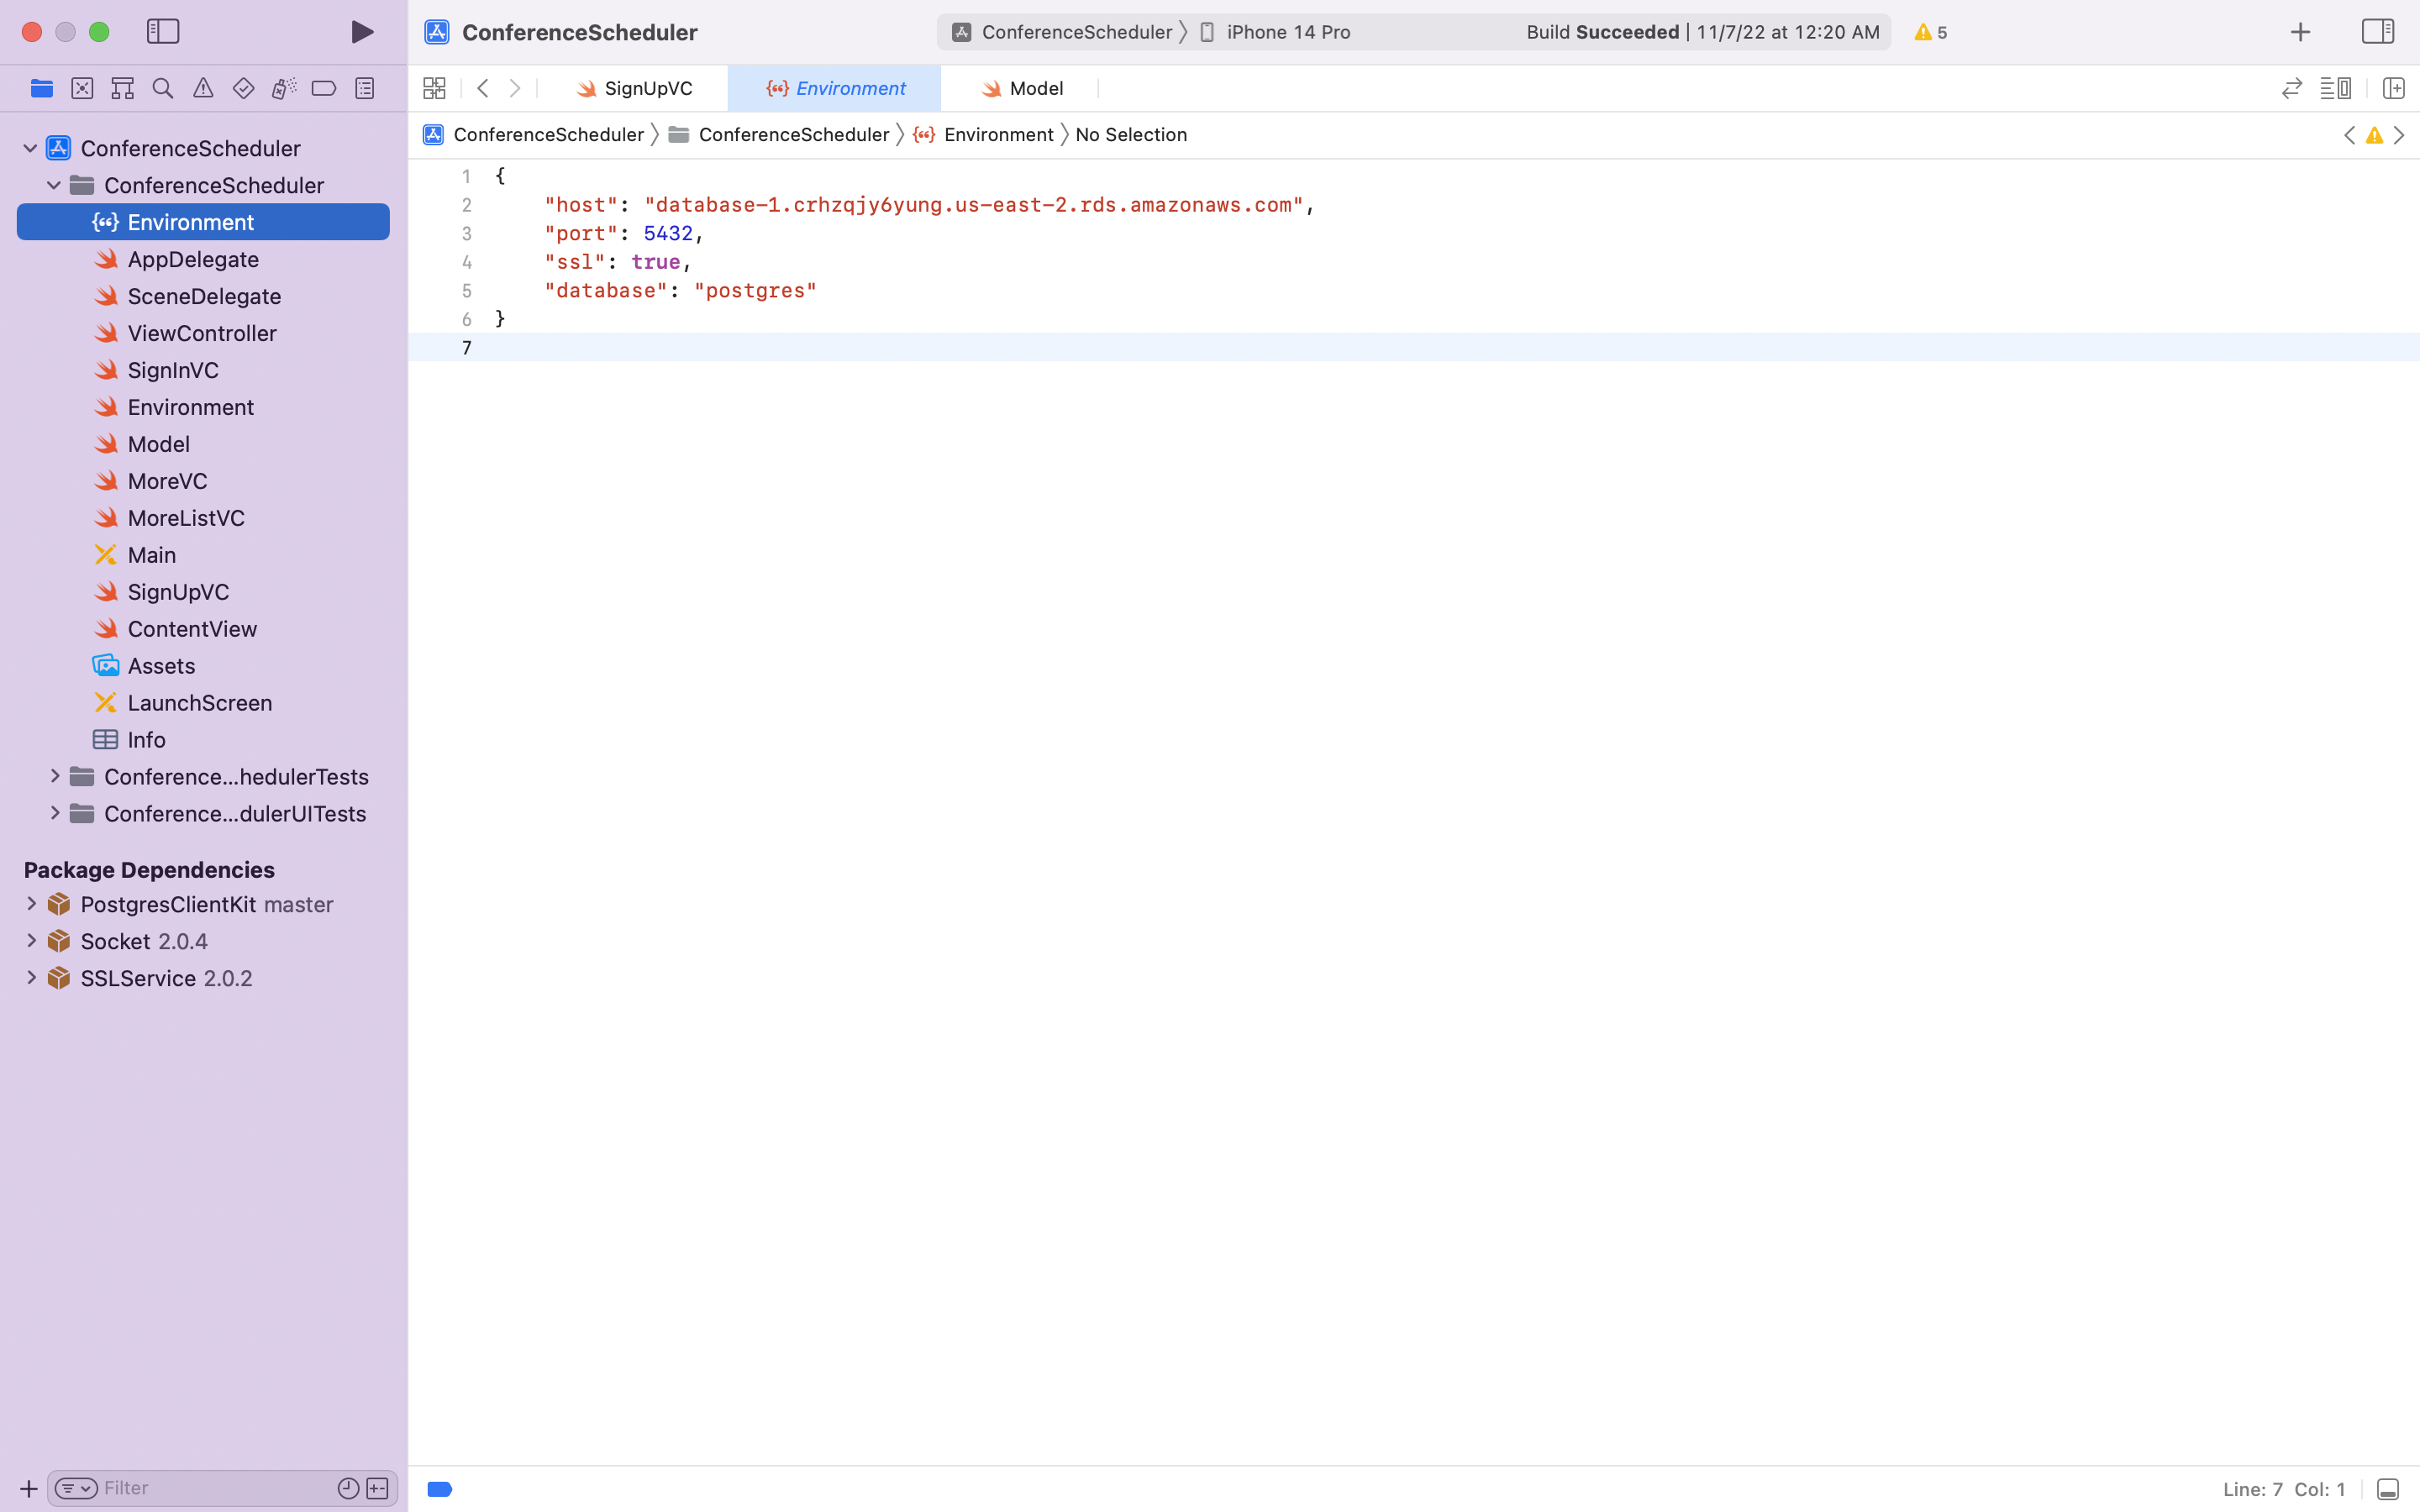 ConferenceScheduler
ConferenceScheduler
iPhone 14 Pro
Build Succeeded | 11/7/22 at 12:20 AM
5
SignUpVC
Environment
Model
ConferenceScheduler
ConferenceScheduler
Environment
No Selection
ConferenceScheduler
ConferenceScheduler
Environment
AppDelegate
SceneDelegate
ViewController
SignInVC
Environment
Model
MoreVC
MoreListVC
Main
SignUpVC
ContentView
Assets
LaunchScreen
Info
Conference...hedulerTests
Conference...dulerUITests
Package Dependencies
PostgresClientKit master
Socket 2.0.4
SSLService 2.0.2
Filter
1 {
2 "host": "database-1.crhzqjy6yung.us-east-2.rds.amazonaws.com",
3 "port": 5432,
4 "ssl": true,
5 "database": "postgres"
6 }
7
Line: 7 Col: 1